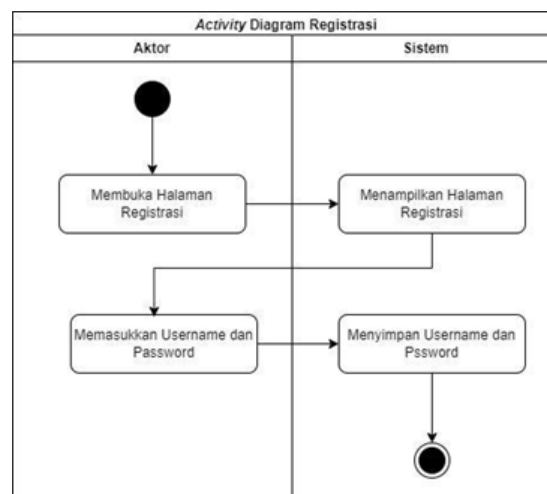 Activity Diagram Registrasi
Aktor
Sistem
Membuka Halaman
Registrasi
Menampilkan Halaman
Registrasi
Memasukkan Username dan
Password
Menyimpan Username dan
Pssword